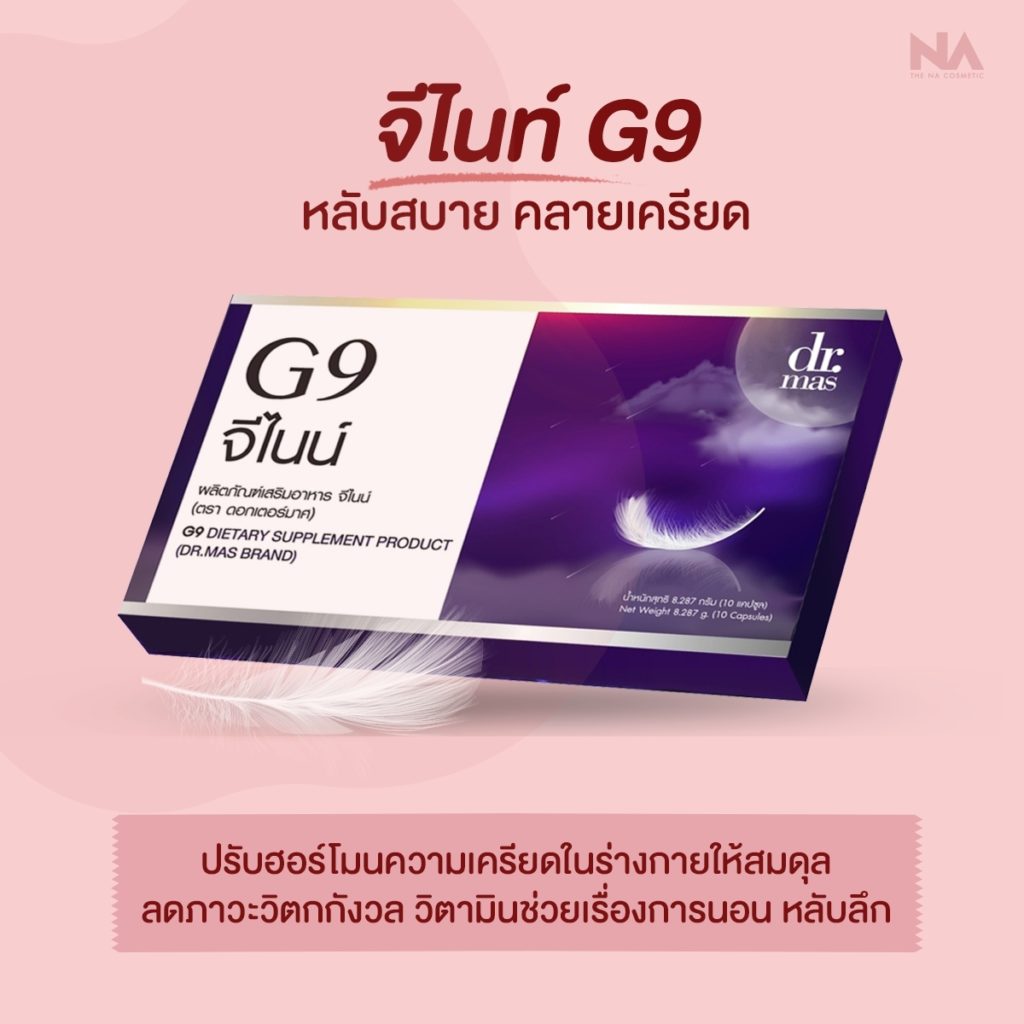 NA
THE NA COSMETIC
จีไนท์ G9
หลับสบาย คลายเครียด
G9
จีไนน์
ผลิตภัณฑ์เสริมอาหาร จีไนน์
(ตรา ดอกเตอร์มาศ)
G9 DIETARY SUPPLEMENT PRODUCT
(DR.MAS BRAND)
dr.
mas
น้ำหนักสุทธิ 8.287 กรัม (10 แคปซูล)
Net Weight 8.287 g. (10 Capsules)
ปรับฮอร์โมนความเครียดในร่างกายให้สมดุล
ลดภาวะวิตกกังวล วิตามินช่วยเรื่องการนอน หลับลึก